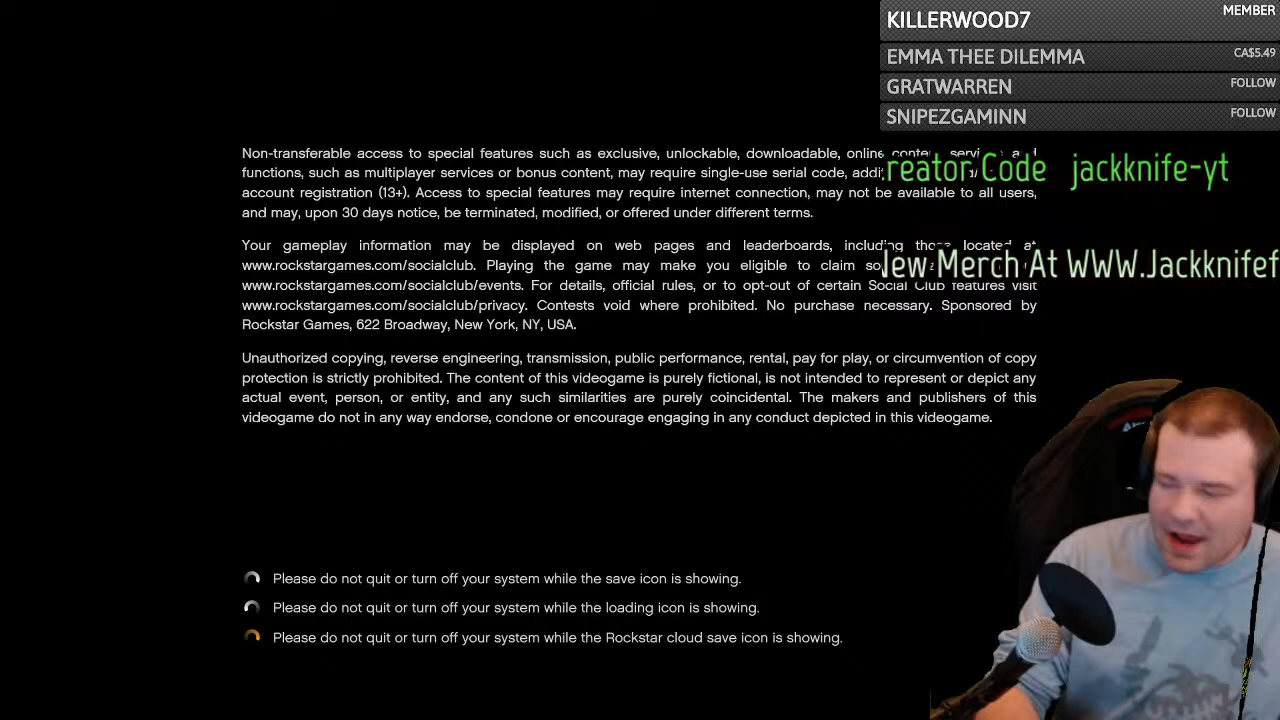 KILLERWOOD7 MEMBER
EMMA THEE DILEMMA CA$5.49
GRATWARREN FOLLOW
SNIPEZGAMINN FOLLOW
Non-transferable access to special features such as exclusive, unlockable, downloadable, online
functions, such as multiplayer services or bonus content, may require single-use serial code,
account registration (13+). Access to special features may require internet connection, may not be available to all users,
and may, upon 30 days notice, be terminated, modified, or offered under different terms.
reator Code jackknife-yt
Your gameplay information may be displayed on web pages and leaderboards, including those located at
www.rockstargames.com/socialclub. Playing the game may make you eligible to claim
www.rockstargames.com/socialclub/events. For details, official rules, or to opt-out of certain Social Club features visit
www.rockstargames.com/socialclub/privacy. Contests void where prohibited. No purchase necessary. Sponsored by
Rockstar Games, 622 Broadway, New York, NY, USA.
New Merch At WWW.Jackknifef
Unauthorized copying, reverse engineering, transmission, public performance, rental, pay for play, or circumvention of copy
protection is strictly prohibited. The content of this videogame is purely fictional, is not intended to represent or depict any
actual event, person, or entity, and any such similarities are purely coincidental. The makers and publishers of this
videogame do not in any way endorse, condone or encourage engaging in any conduct depicted in this videogame.
Please do not quit or turn off your system while the save icon is showing.
Please do not quit or turn off your system while the loading icon is showing.
Please do not quit or turn off your system while the Rockstar cloud save icon is showing.